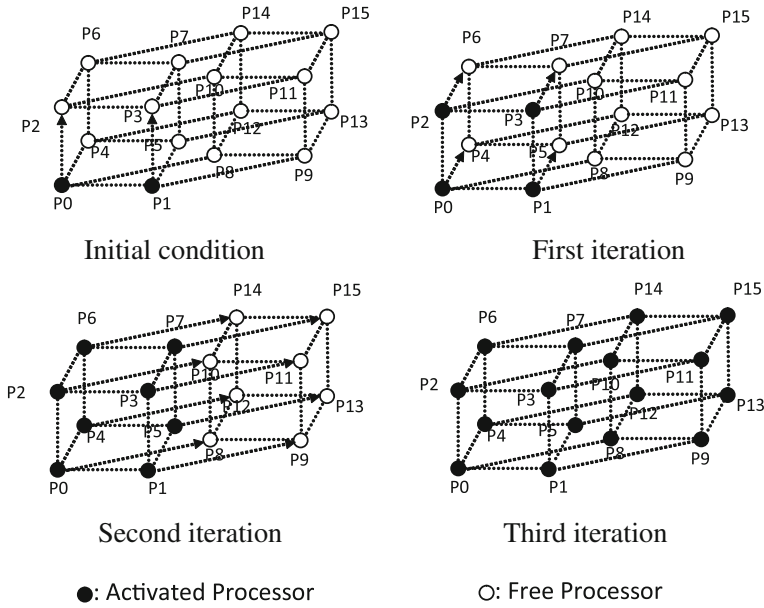 P14 P15
P6 P7
P10 P11
P2 P3
P12 P13
P4 P5
P8 P9
P0 P1
Initial condition
P14 P15
P6 P7
P10 P11
P2 P3
P12 P13
P4 P5
P8 P9
P0 P1
First iteration
P14 P15
P6 P7
P10 P11
P2 P3
P12 P13
P4 P5
P8 P9
P0 P1
Second iteration
P14 P15
P6 P7
P10 P11
P2 P3
P12 P13
P4 P5
P8 P9
P0 P1
Third iteration
: Activated Processor
: Free Processor